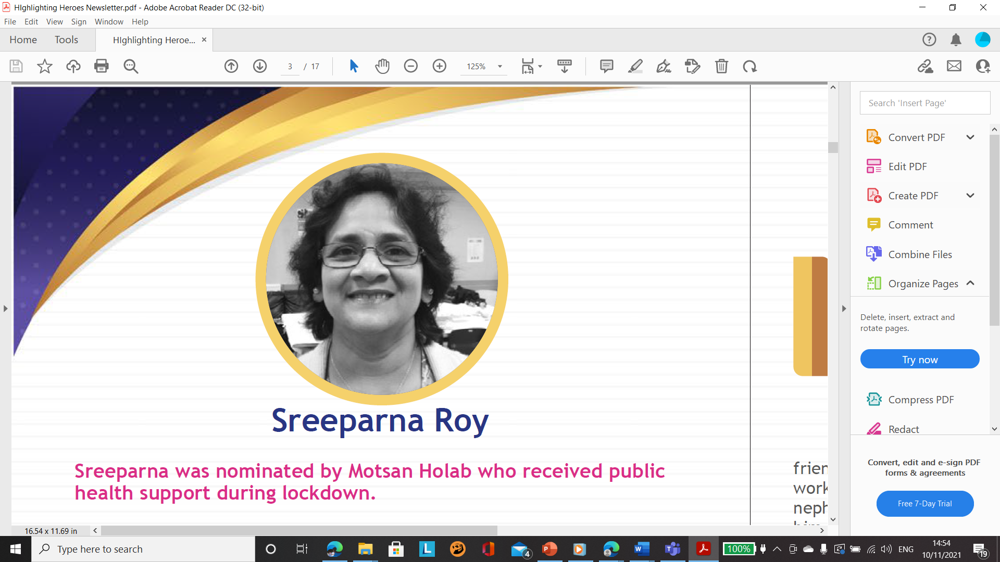 HIghlighting Heroes Newsletter.pdf - Adobe Acrobat Reader DC (32-bit)
File Edit View Sign Window Help
Home Tools HIghlighting Heroe... ×
3 / 17 125%
Search 'Insert Page'
Convert PDF
Edit PDF
Create PDF
Comment
Combine Files
Organize Pages
Delete, insert, extract and
rotate pages.
Try now
Compress PDF
Redact
Convert, edit and e-sign PDF
forms & agreements
Free 7-Day Trial
Sreeparna Roy
Sreeparna was nominated by Motsan Holab who received public
health support during lockdown.
frien
work
neph
16.54 x 11.69 in
Type here to search
4
100%
ENG
14:54
10/11/2021
19